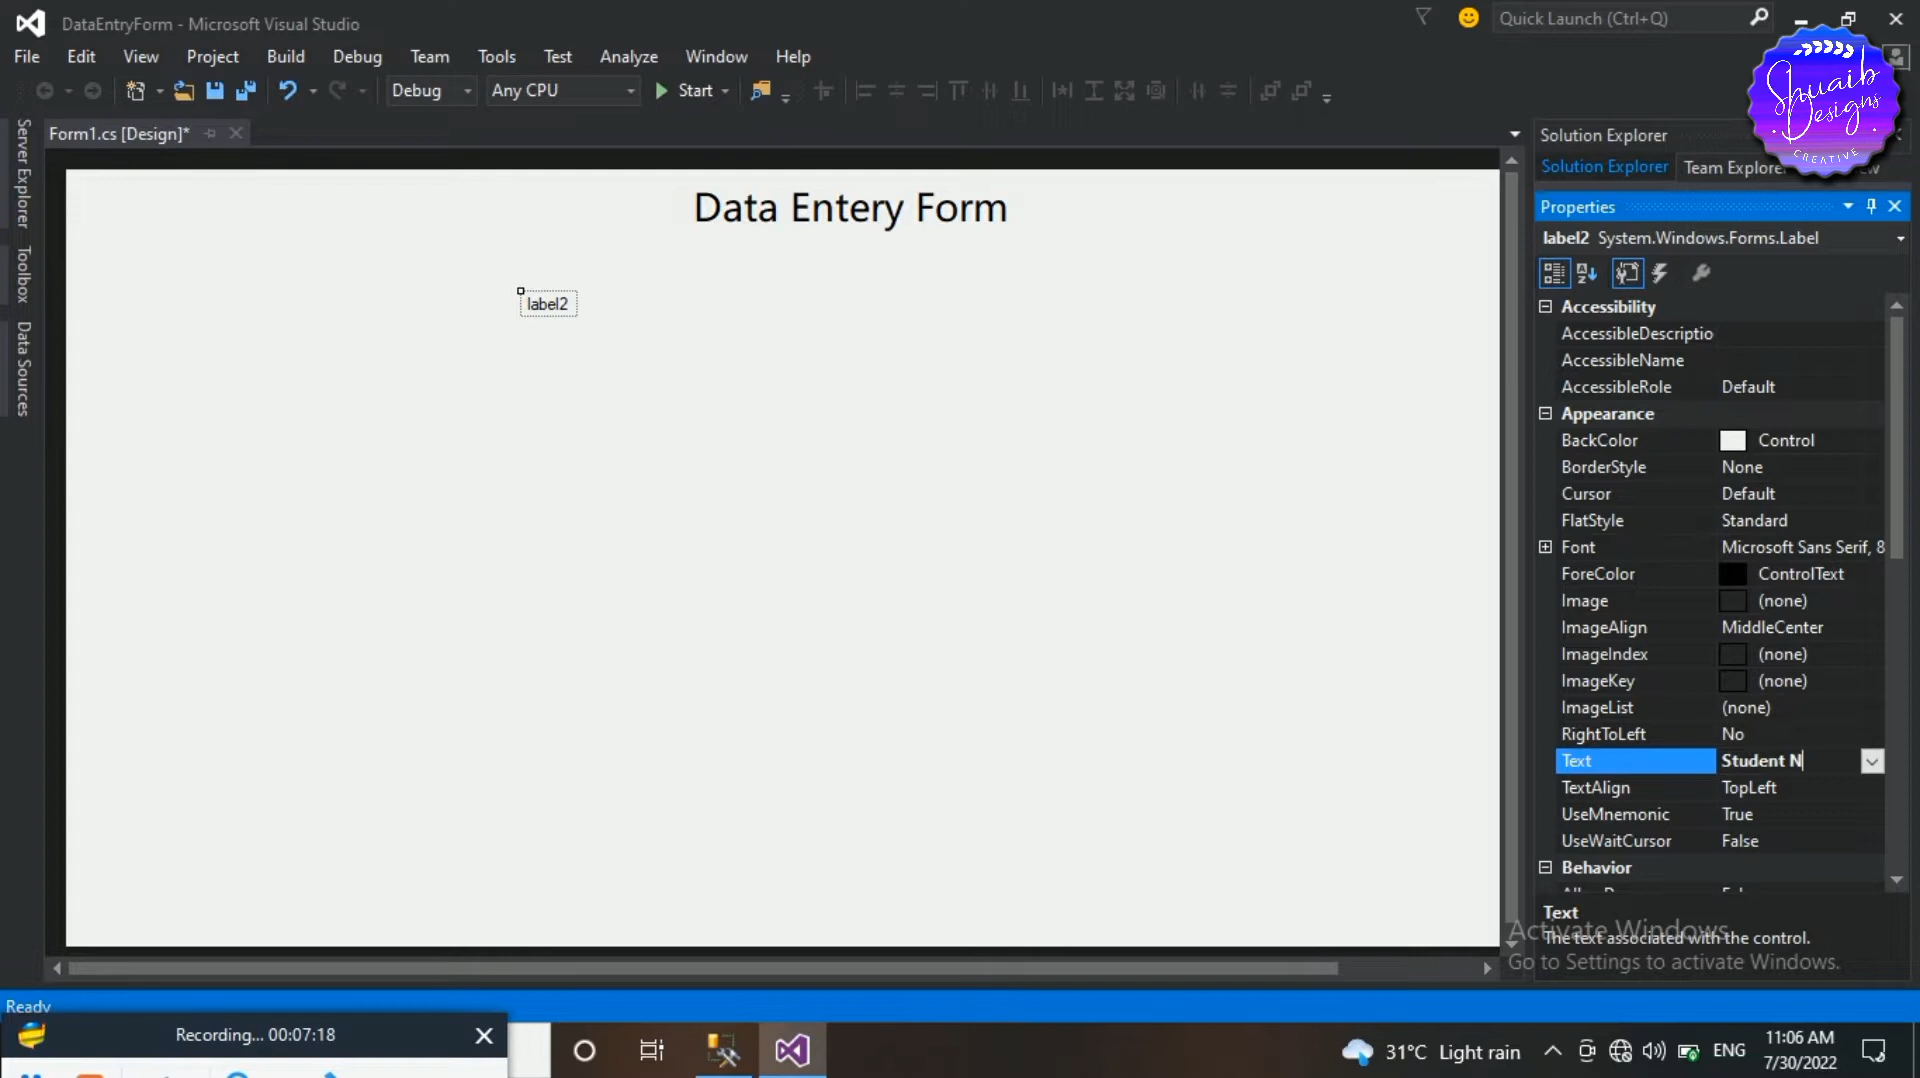 DataEntryForm - Microsoft Visual Studio
Quick Launch (Ctrl+Q)
File Edit View Project Build Debug Team Tools Test Analyze Window Help
Debug Any CPU Start
Shuaib
Designs
CREATIVE
Form1.cs [Design]*
Server Explorer
Toolbox
Data Sources
Data Entery Form
label2
Solution Explorer
Solution Explorer Team Explorer
Properties
label2 System.Windows.Forms.Label
Accessibility
AccessibleDescriptio
AccessibleName
AccessibleRole Default
Appearance
BackColor Control
BorderStyle None
Cursor Default
FlatStyle Standard
Font Microsoft Sans Serif, 8
ForeColor ControlText
Image (none)
ImageAlign MiddleCenter
ImageIndex (none)
ImageKey (none)
ImageList (none)
RightToLeft No
Text Student N
TextAlign TopLeft
UseMnemonic True
UseWaitCursor False
Behavior
Text
The text associated with the control.
Activate Windows
Go to Settings to activate Windows.
Ready
Recording... 00:07:18
31°C Light rain
ENG
11:06 AM
7/30/2022